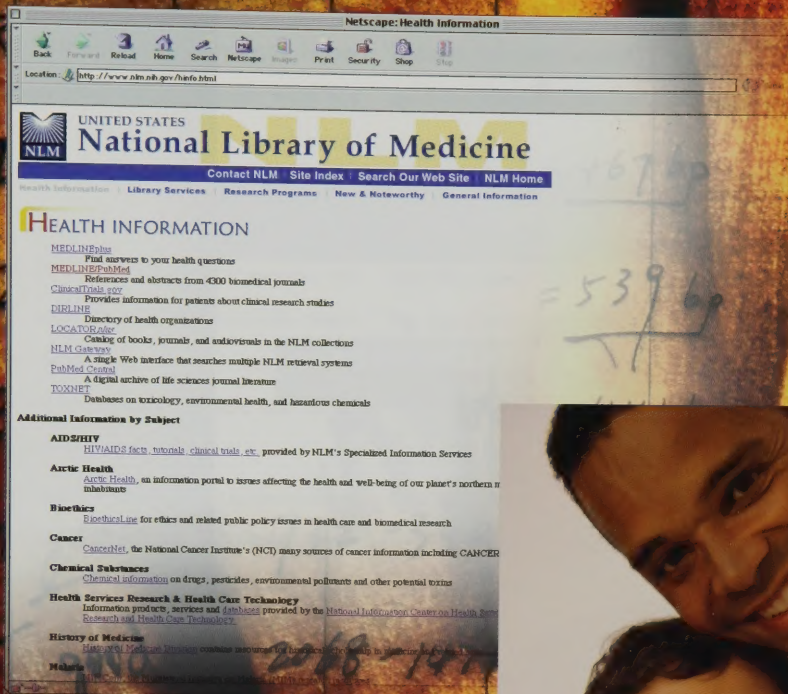 Netscape: Health Information
Back Forward Reload Home Search Netscape Images Print Security Shop Stop
Location: http://www.nlm.nih.gov/hinfo.html
NLM
NLM
UNITED STATES
National Library of Medicine
Contact NLM Site Index Search Our Web Site NLM Home
Health Information Library Services Research Programs New & Noteworthy General Information
HEALTH INFORMATION
MEDLINEplus
Find answers to your health questions
MEDLINE/PubMed
References and abstracts from 4300 biomedical journals
ClinicalTrials.gov
Provides information for patients about clinical research studies
DIRLINE
Directory of health organizations
LOCATORplus
Catalog of books, journals, and audiovisuals in the NLM collections
NLM Gateway
A single Web interface that searches multiple NLM retrieval systems
PubMed Central
A digital archive of life sciences journal literature
TOXNET
Databases on toxicology, environmental health, and hazardous chemicals
Additional Information by Subject
AIDS/HIV
HIV/AIDS facts, tutorials, clinical trials, etc. provided by NLM's Specialized Information Services
Arctic Health
Arctic Health, an information portal to issues affecting the health and well-being of our planet's northern
inhabitants
Bioethics
BioethicsLine for ethics and related public policy issues in health care and biomedical research
Cancer
CancerNet, the National Cancer Institute's (NCI) many sources of cancer information including CANCER
Chemical Substances
Chemical information on drugs, pesticides, environmental pollutants and other potential toxins
Health Services Research & Health Care Technology
Information products, services and databases provided by the National Information Center on Health
Research and Health Care Technology.
History of Medicine
History of Medicine Division
Malaria
= 539 bp